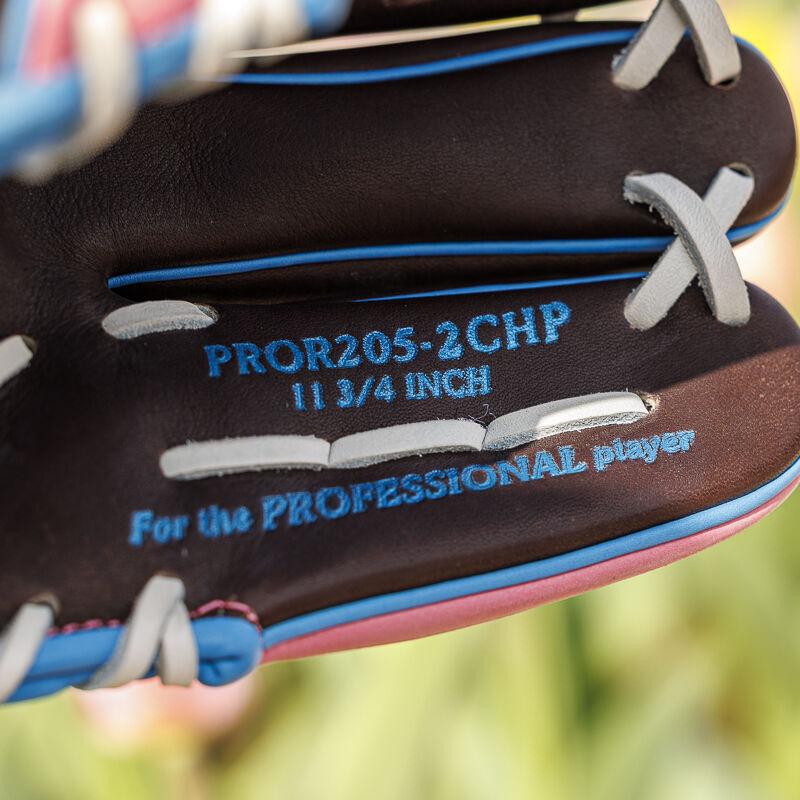 PROR205-2CHP
11 3/4 INCH
For the PROFESSIONAL player